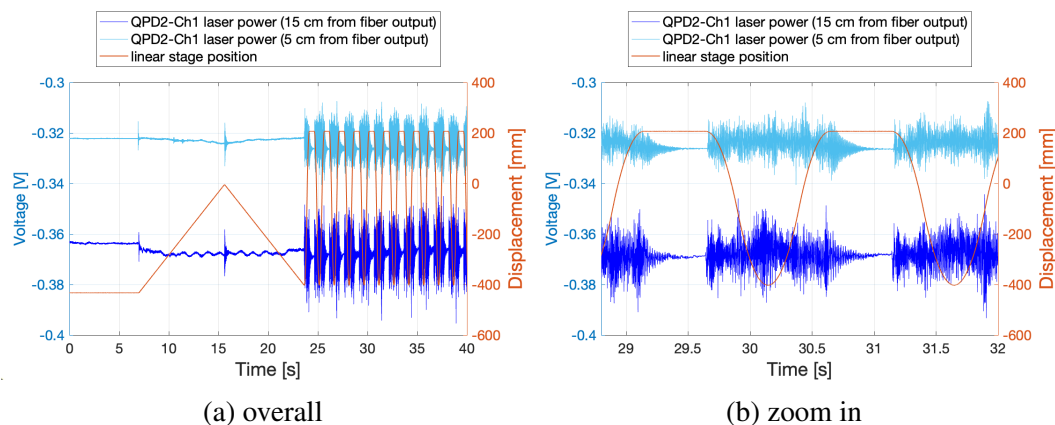 QPD2-Ch1 laser power (15 cm from fiber output)
QPD2-Ch1 laser power (5 cm from fiber output)
linear stage position
-0.3
-0.32
-0.34
-0.36
-0.38
-0.4
Voltage [V]
400
200
0
-200
-400
-600
Displacement [mm]
0 5 10 15 20 25 30 35 40
Time [s]
(a) overall
QPD2-Ch1 laser power (15 cm from fiber output)
QPD2-Ch1 laser power (5 cm from fiber output)
linear stage position
-0.3
-0.32
-0.34
-0.36
-0.38
-0.4
Voltage [V]
400
200
0
-200
-400
-600
Displacement [mm]
29 29.5 30 30.5 31 31.5 32
Time [s]
(b) zoom in